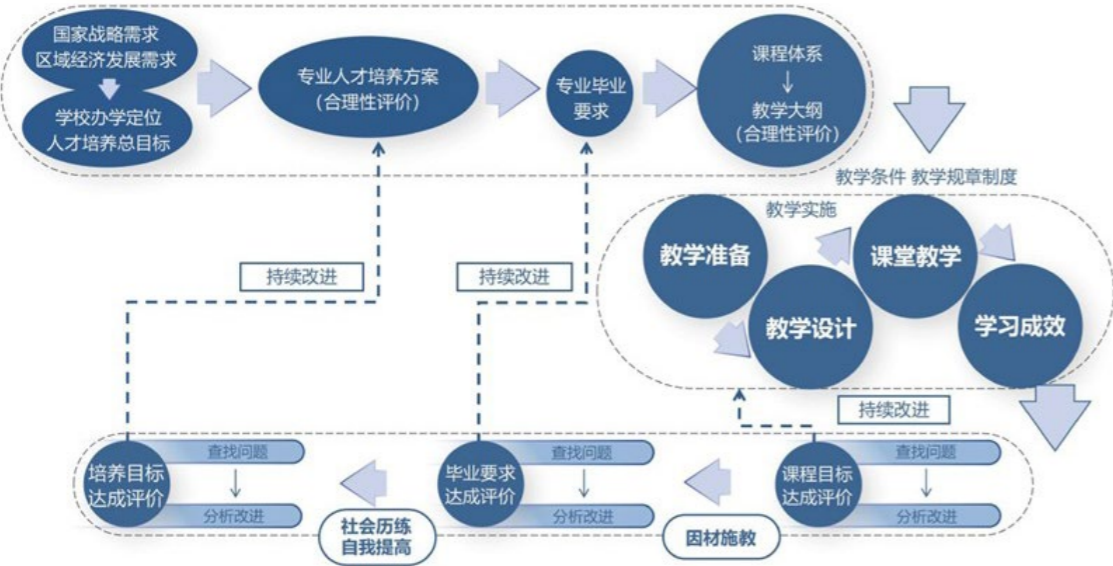 国家战略需求
区域经济发展需求
学校办学定位
人才培养总目标
专业人才培养方案
(合理性评价)
专业毕业
要求
课程体系
教学大纲
(合理性评价)
教学条件 教学规章制度
教学实施
教学准备
教学设计
课堂教学
学习成效
持续改进
持续改进
持续改进
培养目标
达成评价
查找问题
分析改进
社会历练
自我提高
毕业要求
达成评价
查找问题
分析改进
因材施教
课程目标
达成评价
查找问题
分析改进